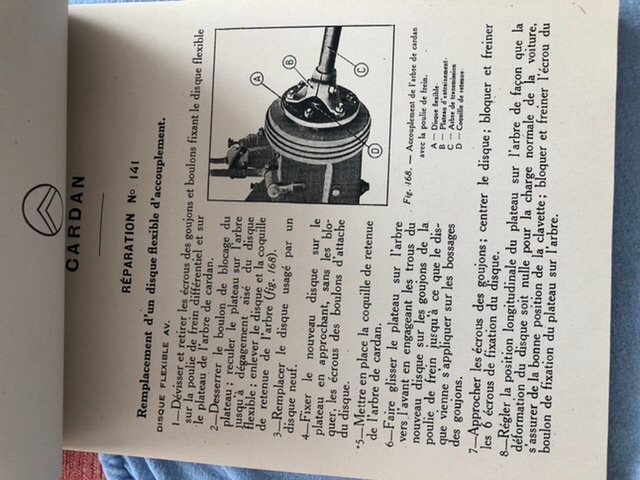 CARDAN
RÉPARATION No 141
Remplacement d'un disque flexible d'accouplement.
DISQUE FLEXIBLE AV.
1—Dévisser et retirer les écrous des goujons et boulons fixant le disque flexible
sur la poulie de frein différentiel et sur
le plateau de l'arbre de cardan.
2—Desserrer le boulon de blocage du
plateau ; reculer le plateau sur l'arbre
jusqu'à dégagement aisé du disque
flexible ; enlever le disque et la coquille
de retenue de l'arbre (fig. 168).
3—Remplacer le disque usagé par un
disque neuf.
4—Fixer le nouveau disque sur le
plateau en approchant, sans les blo-
quer, les écrous des boulons d'attache
du disque.
5—Mettre en place la coquille de retenue
de l'arbre de cardan.
6—Faire glisser le plateau sur l'arbre
vers l'avant en engageant les trous du
nouveau disque sur les goujons de la
poulie de frein jusqu'à ce que le dis-
que vienne s'appliquer sur les bossages
des goujons.
A
B
C
D
Fig. 168. — Accouplement de l'arbre de cardan
avec la poulie de frein.
A — Disque flexible.
B — Plateau d'entraînement.
C — Arbre de transmission
D — Coquille de retenue.
7—Approcher les écrous des goujons ; centrer le disque ; bloquer et freiner
les 6 écrous de fixation du disque.
8—Régler la position longitudinale du plateau sur l'arbre de façon que la
déformation du disque soit nulle pour la charge normale de la voiture,
s'assurer de la bonne position de la clavette ; bloquer et freiner l'écrou du
boulon de fixation du plateau sur l'arbre.